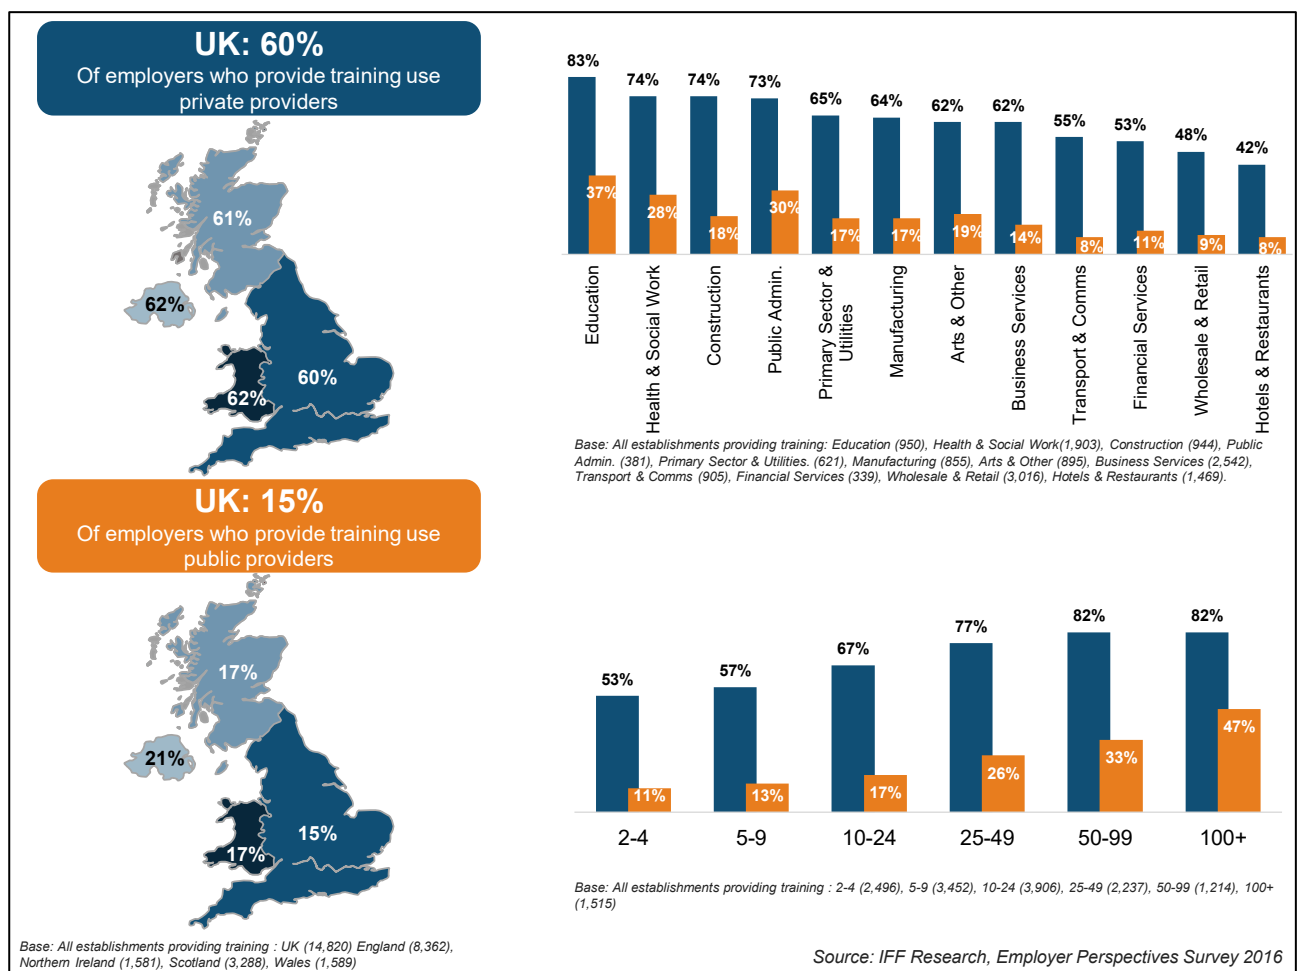 UK: 60%
Of employers who provide training use
private providers
61%
62%
60%
62%
83%
74%
74%
73%
65%
64%
62%
62%
55%
53%
48%
42%
37%
28%
18%
30%
17%
17%
19%
14%
8%
11%
9%
8%
Education
Health & Social Work
Construction
Public Admin.
Primary Sector &
Utilities
Manufacturing
Arts & Other
Business Services
Transport & Comms
Financial Services
Wholesale & Retail
Hotels & Restaurants
Base: All establishments providing training: Education (950), Health & Social Work(1,903), Construction (944), Public
Admin. (381), Primary Sector & Utilities. (621), Manufacturing (855), Arts & Other (895), Business Services (2,542),
Transport & Comms (905), Financial Services (339), Wholesale & Retail (3,016), Hotels & Restaurants (1,469).
UK: 15%
Of employers who provide training use
public providers
17%
21%
15%
17%
53%
57%
67%
77%
82%
82%
11%
13%
17%
26%
33%
47%
2-4
5-9
10-24
25-49
50-99
100+
Base: All establishments providing training : 2-4 (2,496), 5-9 (3,452), 10-24 (3,906), 25-49 (2,237), 50-99 (1,214), 100+
(1,515)
Base: All establishments providing training : UK (14,820) England (8,362),
Northern Ireland (1,581), Scotland (3,288), Wales (1,589)
Source: IFF Research, Employer Perspectives Survey 2016